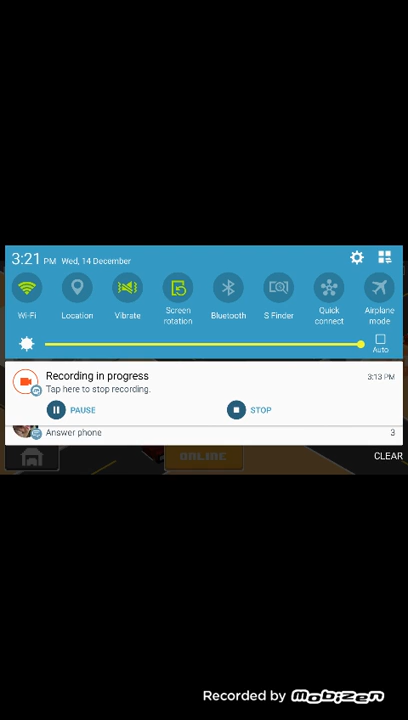 3:21 PM Wed, 14 December
Wi-Fi Location Vibrate Screen rotation Bluetooth S Finder Quick connect Airplane mode
Auto
Recording in progress 3:13 PM
Tap here to stop recording.
PAUSE STOP
Answer phone 3
ONLINE CLEAR
Recorded by Mobizen